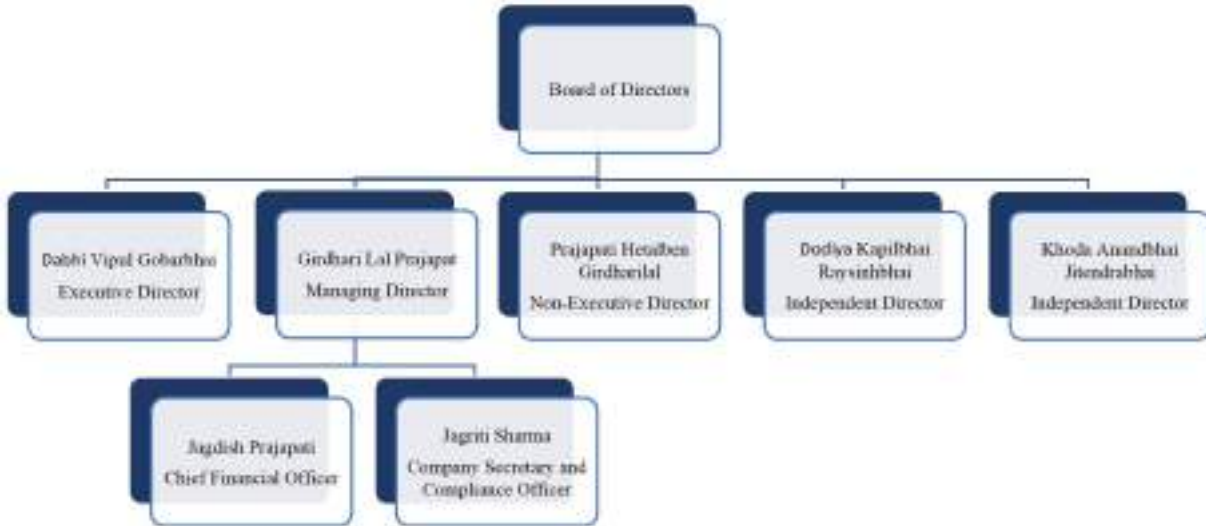 Board of Directors
Dabhi Vipul Gobarbhai
Executive Director
Girdhari Lal Prajapat
Managing Director
Prajapati Hetalben
Girdharilal
Non-Executive Director
Dodiya Kapilbhai
Raysinhbhai
Independent Director
Khoda Anandbhai
Jitendrabhai
Independent Director
Jagdish Prajapati
Chief Financial Officer
Jagriti Sharma
Company Secretary and
Compliance Officer